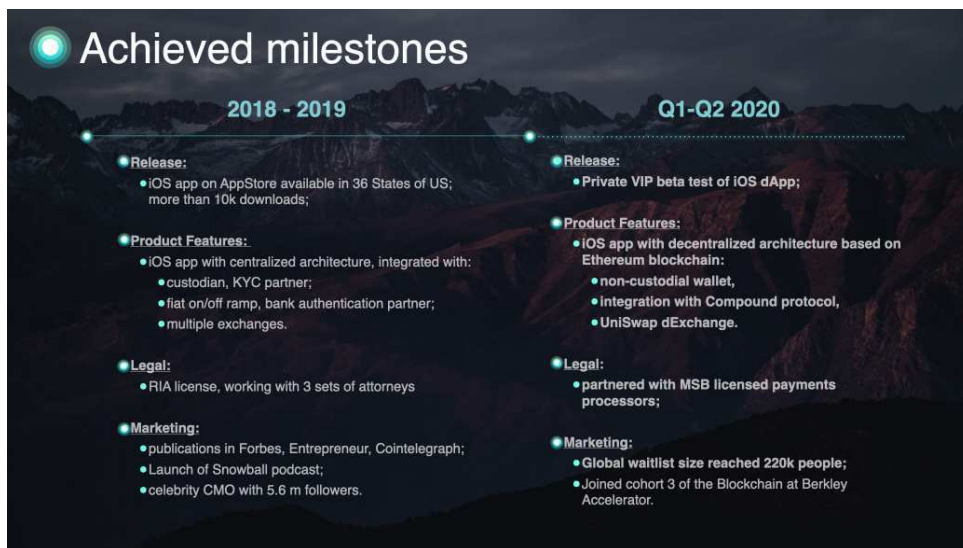 Achieved milestones
2018 - 2019
Release:
iOS app on AppStore available in 36 States of US;
more than 10k downloads;
Product Features:
iOS app with centralized architecture, integrated with:
custodian, KYC partner;
fiat on/off ramp, bank authentication partner;
multiple exchanges.
Legal:
RIA license, working with 3 sets of attorneys
Marketing:
publications in Forbes, Entrepreneur, Cointelegraph;
Launch of Snowball podcast;
celebrity CMO with 5.6 m followers.
Q1-Q2 2020
Release:
Private VIP beta test of iOS dApp;
Product Features:
iOS app with decentralized architecture based on
Ethereum blockchain:
non-custodial wallet,
integration with Compound protocol,
UniSwap dExchange.
Legal:
partnered with MSB licensed payments
processors;
Marketing:
Global waitlist size reached 220k people;
Joined cohort 3 of the Blockchain at Berkley
Accelerator.